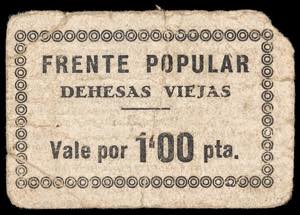 FRENTE POPULAR
DEHESAS VIEJAS
Vale por 1'00 pta.